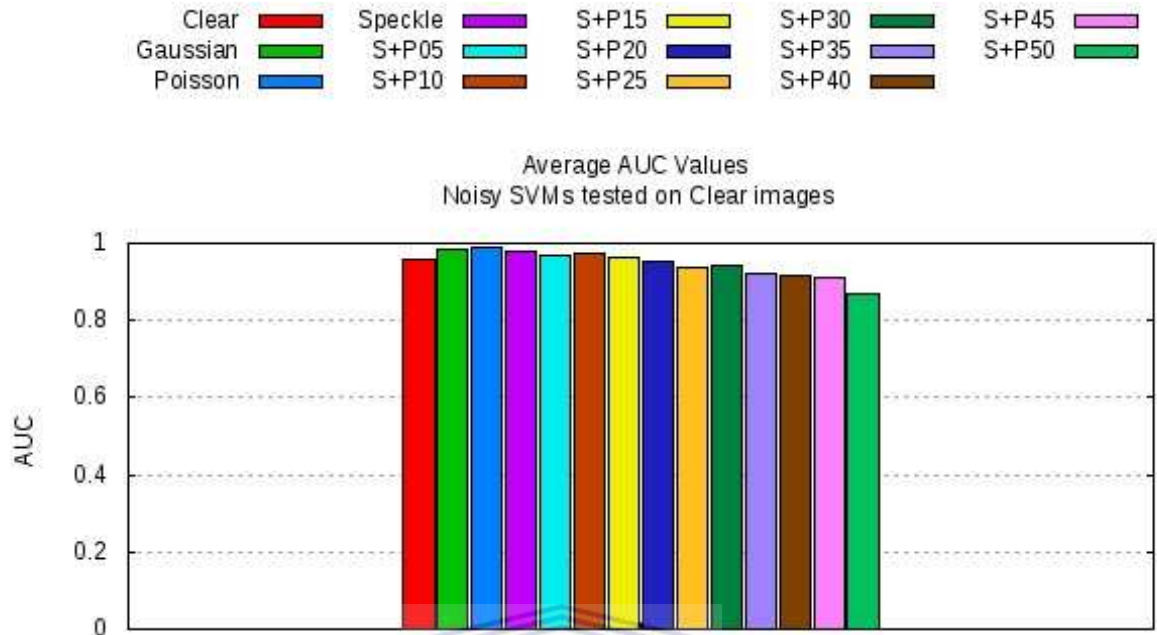 Clear Speckle S+P15 S+P30 S+P45
Gaussian S+P05 S+P20 S+P35 S+P50
Poisson S+P10 S+P25 S+P40
Average AUC Values
Noisy SVMs tested on Clear images
1
0.8
0.6
0.4
0.2
0
AUC